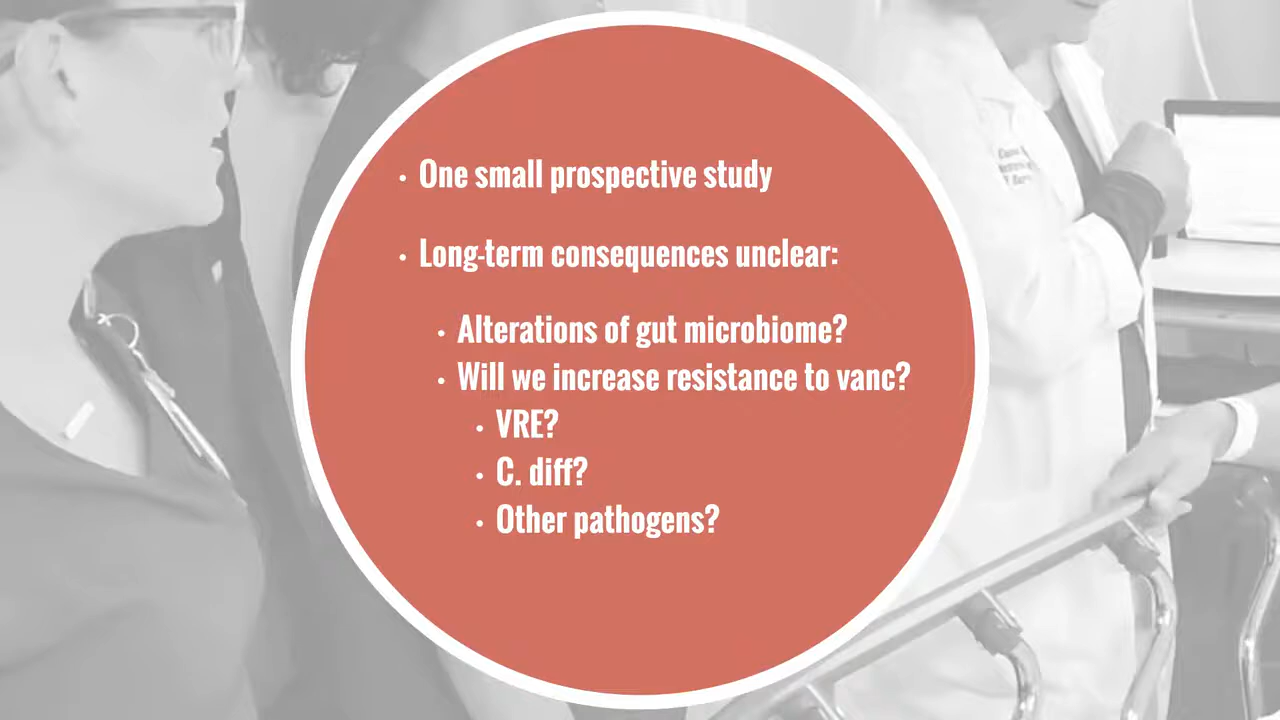 • One small prospective study
• Long-term consequences unclear:
• Alterations of gut microbiome?
• Will we increase resistance to vanc?
• VRE?
• C. diff?
• Other pathogens?